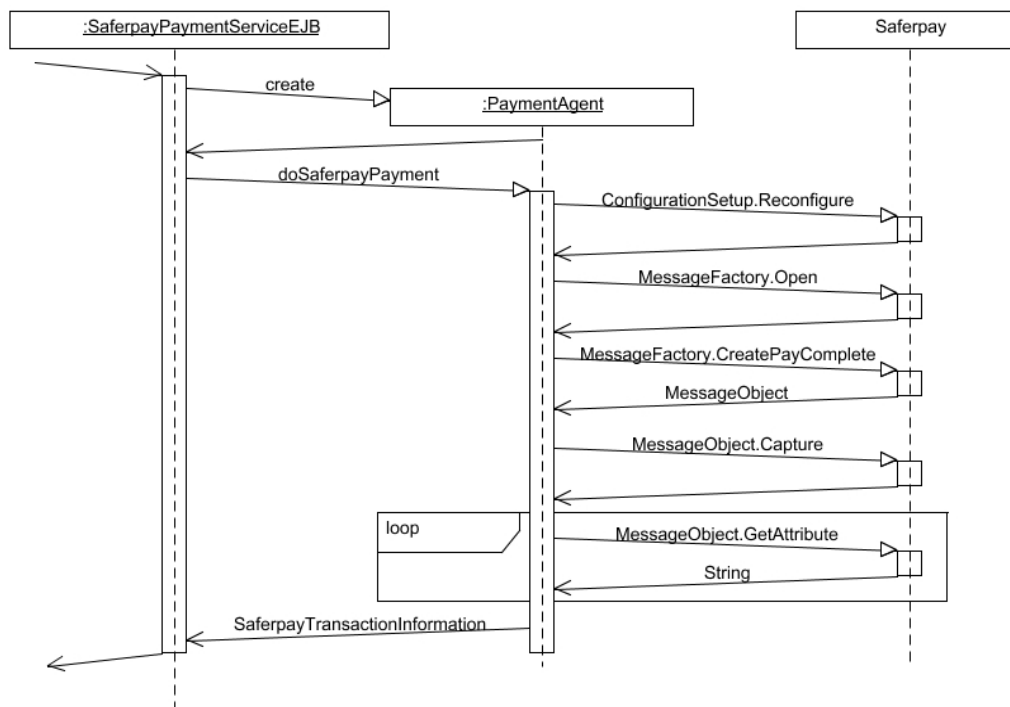 :SaferpayPaymentServiceEJB
Saferpay
create
:PaymentAgent
doSaferpayPayment
ConfigurationSetup.Reconfigure
MessageFactory.Open
MessageFactory.CreatePayComplete
MessageObject
MessageObject.Capture
loop
MessageObject.GetAttribute
String
SaferpayTransactionInformation